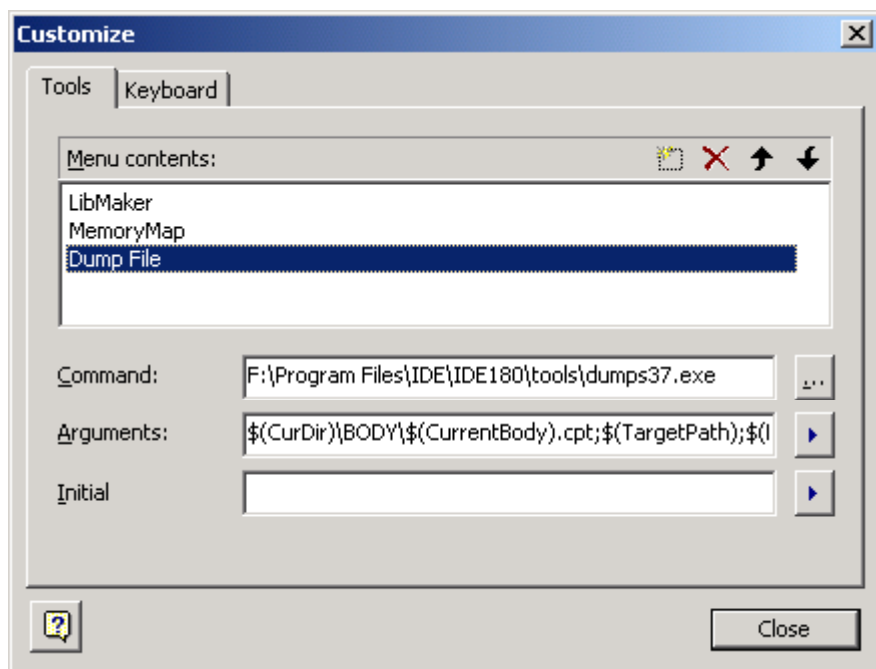 Customize
Tools
Keyboard
Menu contents:
LibMaker
MemoryMap
Dump File
Command:
F:\Program Files\IDE\IDE180\tools\dumps37.exe
...
Arguments:
$(CurDir)\BODY\$(CurrentBody).cpt;$(TargetPath);$(I
Initial
Close